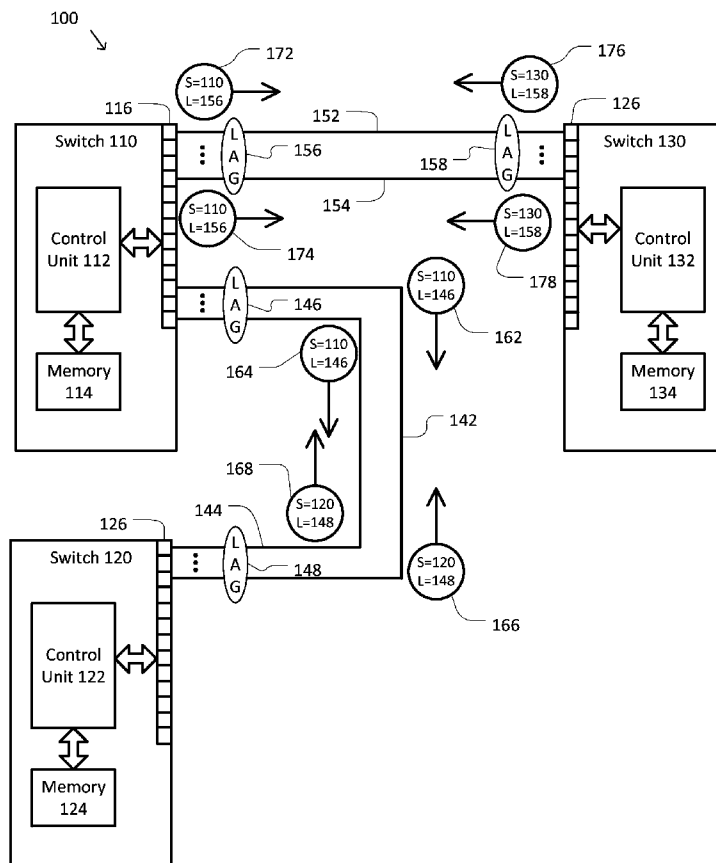 100
172
176
S=110
L=156
S=130
L=158
116
126
152
Switch 110
Switch 130
L
A
G
156
158
L
A
G
154
Control
Unit 112
S=110
L=156
174
S=130
L=158
178
Control
Unit 132
L
A
G
146
S=110
L=146
162
Memory
114
164
S=110
L=146
Memory
134
142
168
S=120
L=148
144
126
Switch 120
L
A
G
148
S=120
L=148
166
Control
Unit 122
Memory
124